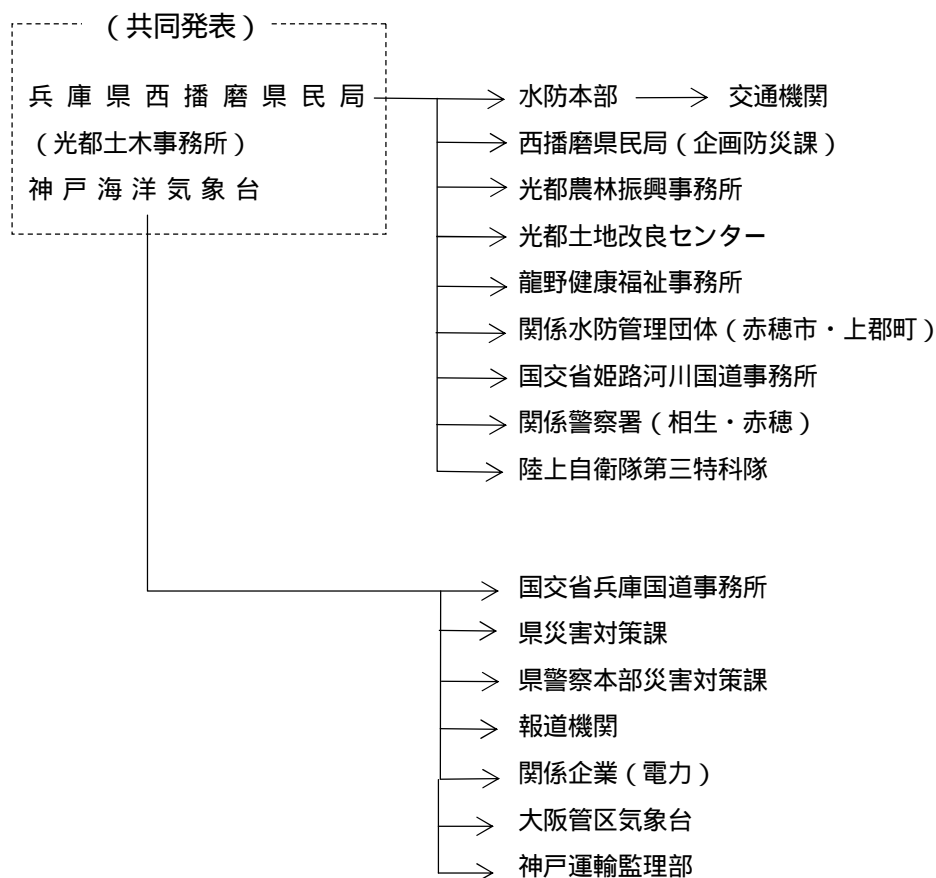 （共同発表）
兵庫県西播磨県民局
（光都土木事務所）
神戸海洋気象台
水防本部
交通機関
西播磨県民局（企画防災課）
光都農林振興事務所
光都土地改良センター
龍野健康福祉事務所
関係水防管理団体（赤穂市・上郡町）
国交省姫路河川国道事務所
関係警察署（相生・赤穂）
陸上自衛隊第三特科隊
国交省兵庫国道事務所
県災害対策課
県警察本部災害対策課
報道機関
関係企業（電力）
大阪管区気象台
神戸運輸監理部